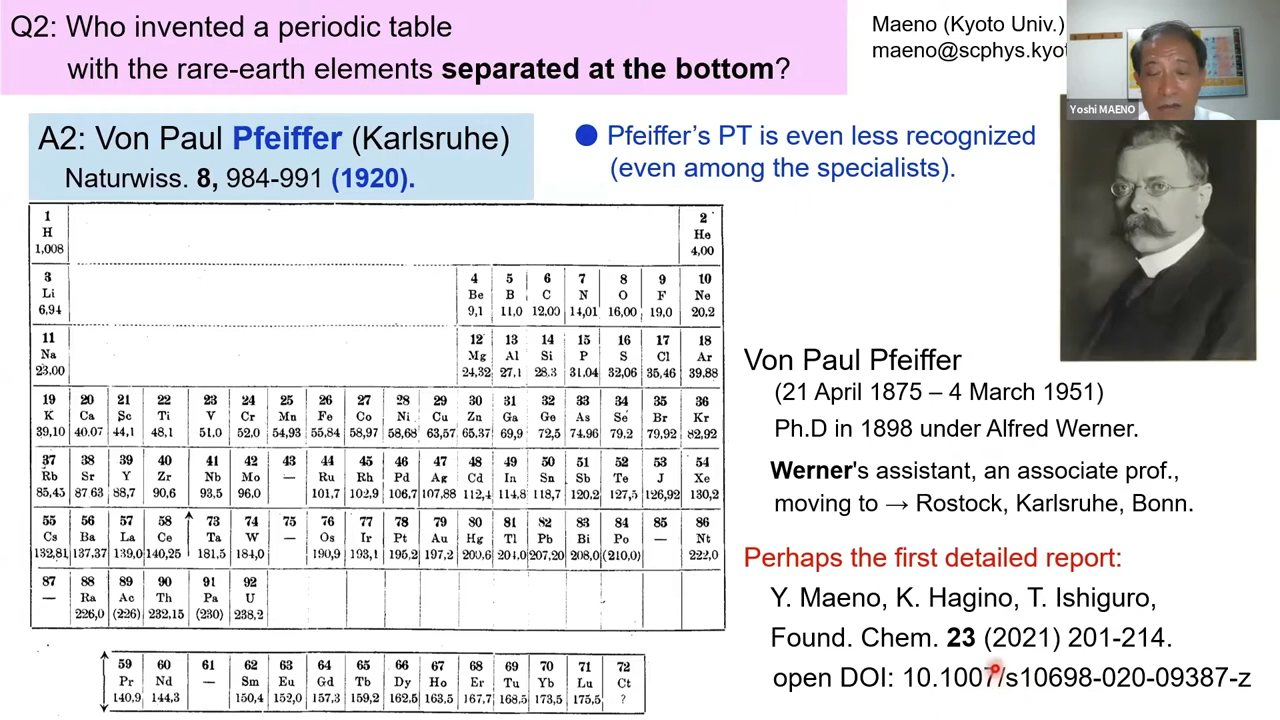 Q2: Who invented a periodic table
with the rare-earth elements separated at the bottom?
Maeno (Kyoto Univ.)
maeno@scphys.kyot
Yoshi MAENO
A2: Von Paul Pfeiffer (Karlsruhe)
Naturwiss. 8, 984-991 (1920).
● Pfeiffer's PT is even less recognized
(even among the specialists).
1 2
H He
1,008 4,00
3 4 5 6 7 8 9 10
Li Be B C N O F Ne
6,94 9,1 11,0 12,00 14,01 16,00 19,0 20,2
11 12 13 14 15 16 17 18
Na Mg Al Si P S Cl Ar
23,00 24,32 27,1 28,3 31.04 32,06 35,46 39.88
19 20 21 22 23 24 25 26 27 28 29 30 31 32 33 34 35 36
K Ca Sc Ti V Cr Mn Fe Co Ni Cu Zn Ga Ge As Se Br Kr
39,10 40.07 44,1 48,1 51,0 52,0 54,93 55,84 58,97 58,68 63,57 65,37 69,9 72,5 74,96 79,2 79,92 82,92
37 38 39 40 41 42 43 44 45 46 47 48 49 50 51 52 53 54
Rb Sr Y Zr Nb Mo — Ru Rh Pd Ag Cd In Sn Sb Te J Xe
85,45 87 63 88,7 90,6 93,5 96,0 101,7 102,9 106,7 107,88 112,4 114,8 118,7 120,2 127,5 126,92 130,2
55 56 57 58 ↑ 73 74 75 76 77 78 79 80 81 82 83 84 85 86
Cs Ba La Ce Ta W — Os Ir Pt Au Hg Tl Pb Bi Po — Nt
132,81 137,37 139,0 140,25 181,5 184,0 190,9 193,1 195,2 197,2 200,6 204,0 207,20 208,0 (210,0) 222,0
87 88 89 90 91 92
— Ra Ac Th Pa U
226,0 (226) 232,15 (230) 238,2
59 60 61 62 63 64 65 66 67 68 69 70 71 72
Pr Nd — Sm Eu Gd Tb Dy Ho Er Tu Yb Lu Ct
140,9 144,3 150,4 152,0 157,3 159,2 162,5 163,5 167,7 168,5 173,5 175,5 ?
Von Paul Pfeiffer
(21 April 1875 – 4 March 1951)
Ph.D in 1898 under Alfred Werner.
Werner's assistant, an associate prof.,
moving to → Rostock, Karlsruhe, Bonn.
Perhaps the first detailed report:
Y. Maeno, K. Hagino, T. Ishiguro,
Found. Chem. 23 (2021) 201-214.
open DOI: 10.1007/s10698-020-09387-z